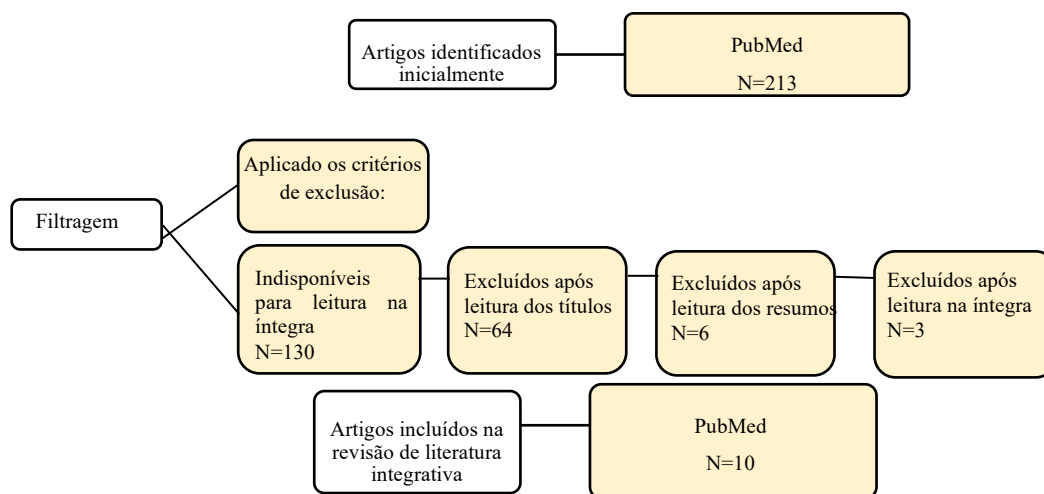 Artigos identificados
inicialmente
PubMed
N=213
Aplicado os critérios
de exclusão:
Filtragem
Indisponíveis
para leitura na
íntegra
N=130
Excluídos após
leitura dos títulos
N=64
Excluídos após
leitura dos resumos
N=6
Excluídos após
leitura na íntegra
N=3
Artigos incluídos na
revisão de literatura
integrativa
PubMed
N=10